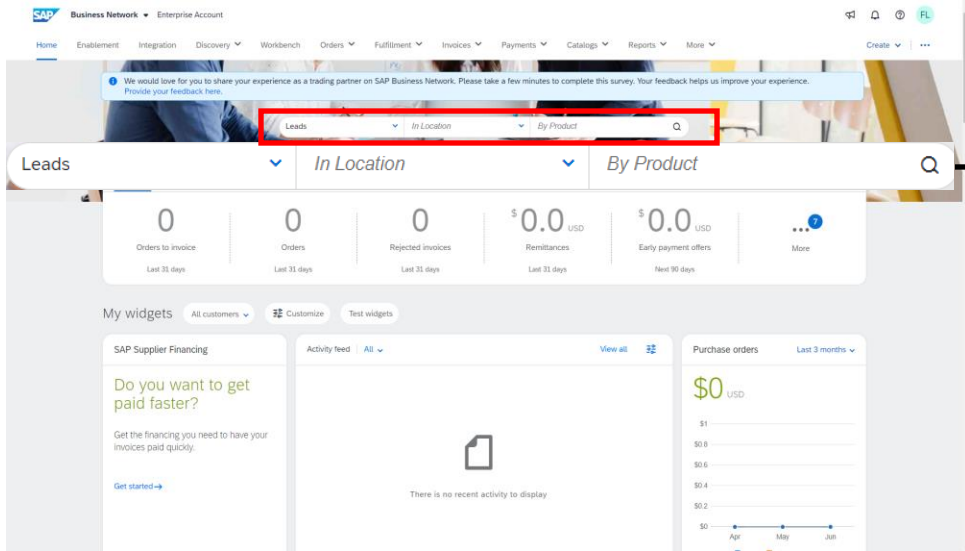 SAP Business Network Enterprise Account FL
Home Enablement Integration Discovery Workbench Orders Fulfillment Invoices Payments Catalogs Reports More Create ...
We would love for you to share your experience as a trading partner on SAP Business Network. Please take a few minutes to complete this survey. Your feedback helps us improve your experience.
Provide your feedback here.
Leads In Location By Product
Leads In Location By Product
0 0 0 $0.0 USD $0.0 USD ... 7
Orders to invoice Orders Rejected invoices Remittances Early payment offers More
Last 31 days Last 31 days Last 31 days Last 31 days Next 90 days
My widgets All customers Customize Test widgets
SAP Supplier Financing Activity feed All View all Purchase orders Last 3 months
Do you want to get
paid faster?
Get the financing you need to have your
invoices paid quickly.
Get started
There is no recent activity to display
$0 USD
$1
$0.8
$0.6
$0.4
$0.2
$0
Apr May Jun